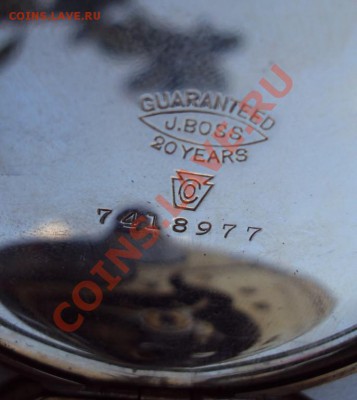 COINS.LAVE.RU
GUARANTEED
J.BOSS
20 YEARS
7418977
COINS.LAVE.RU